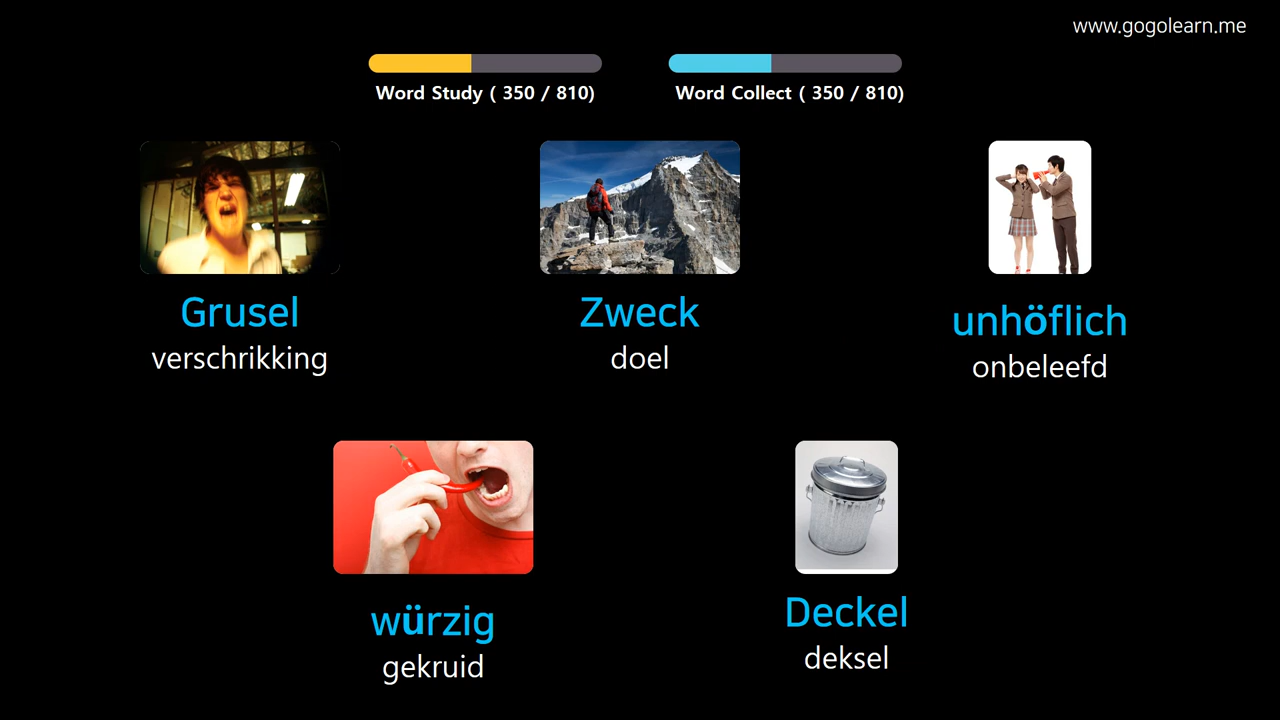 www.gogolearn.me
Word Study ( 350 / 810)
Word Collect ( 350 / 810)
Grusel
verschrikking
Zweck
doel
unhöflich
onbeleefd
würzig
gekruid
Deckel
deksel